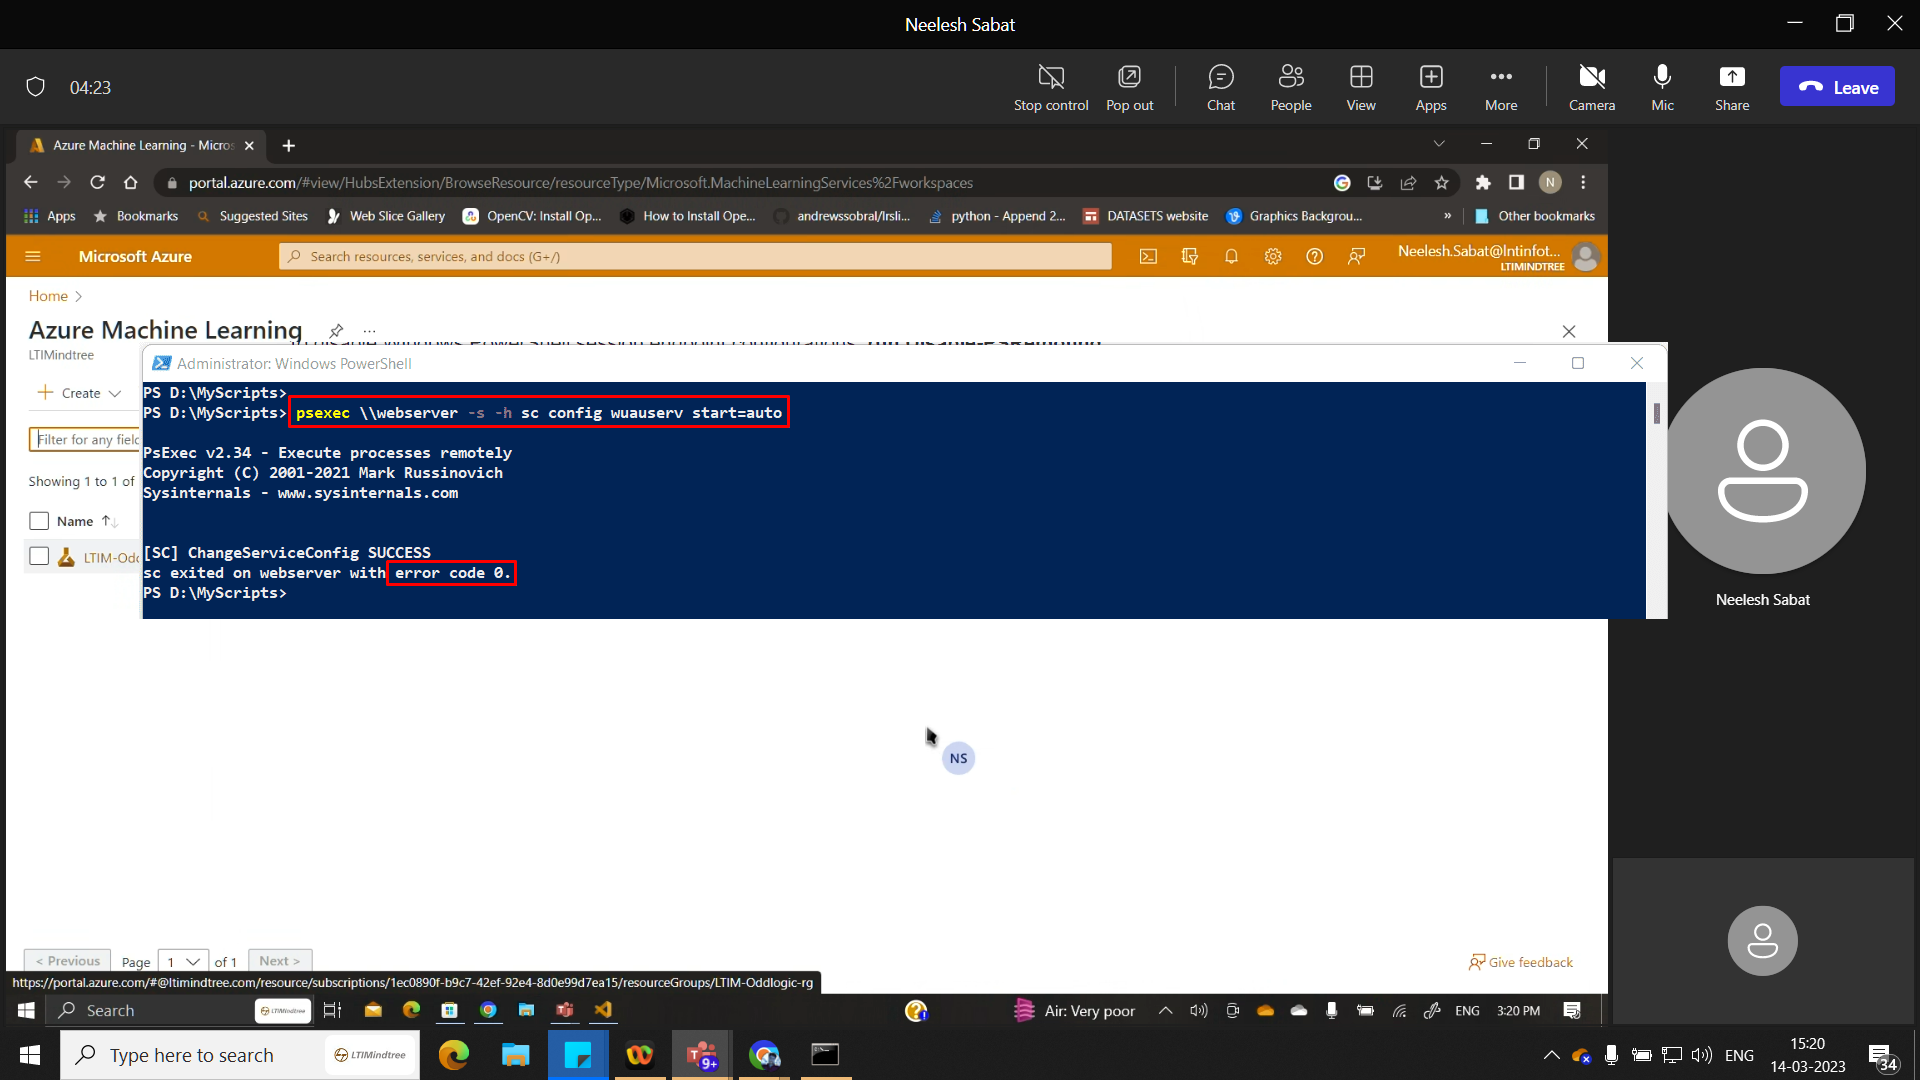 Neelesh Sabat
04:23
Stop control
Pop out
Chat
People
View
Apps
More
Camera
Mic
Share
Leave
Azure Machine Learning - Micros
portal.azure.com/#view/HubsExtension/BrowseResource/resourceType/Microsoft.MachineLearningServices%2Fworkspaces
N
Apps
Bookmarks
Suggested Sites
Web Slice Gallery
OpenCV: Install Op...
How to Install Ope...
andrewssobral/lrsli...
python - Append 2...
DATASETS website
Graphics Backgrou...
»
Other bookmarks
Microsoft Azure
Search resources, services, and docs (G+/)
Neelesh.Sabat@lntinfot...
LTIMINDTREE
Home >
Azure Machine Learning
...
LTIMindtree
Administrator: Windows PowerShell
Create
Filter for any field
Showing 1 to 1 of
Name
LTIM-Odd
PS D:\MyScripts>
PS D:\MyScripts> psexec \\webserver -s -h sc config wuauserv start=auto
PsExec v2.34 - Execute processes remotely
Copyright (C) 2001-2021 Mark Russinovich
Sysinternals - www.sysinternals.com
[SC] ChangeServiceConfig SUCCESS
sc exited on webserver with error code 0.
PS D:\MyScripts>
Neelesh Sabat
NS
< Previous
Page
1
of 1
Next >
Give feedback
https://portal.azure.com/#@ltimindtree.com/resource/subscriptions/1ec0890f-b9c7-42ef-92e4-8d0e99d7ea15/resourceGroups/LTIM-Oddlogic-rg
Search
LTIMindtree
Air: Very poor
ENG
3:20 PM
Type here to search
LTIMindtree
9+
ENG
15:20
14-03-2023
34